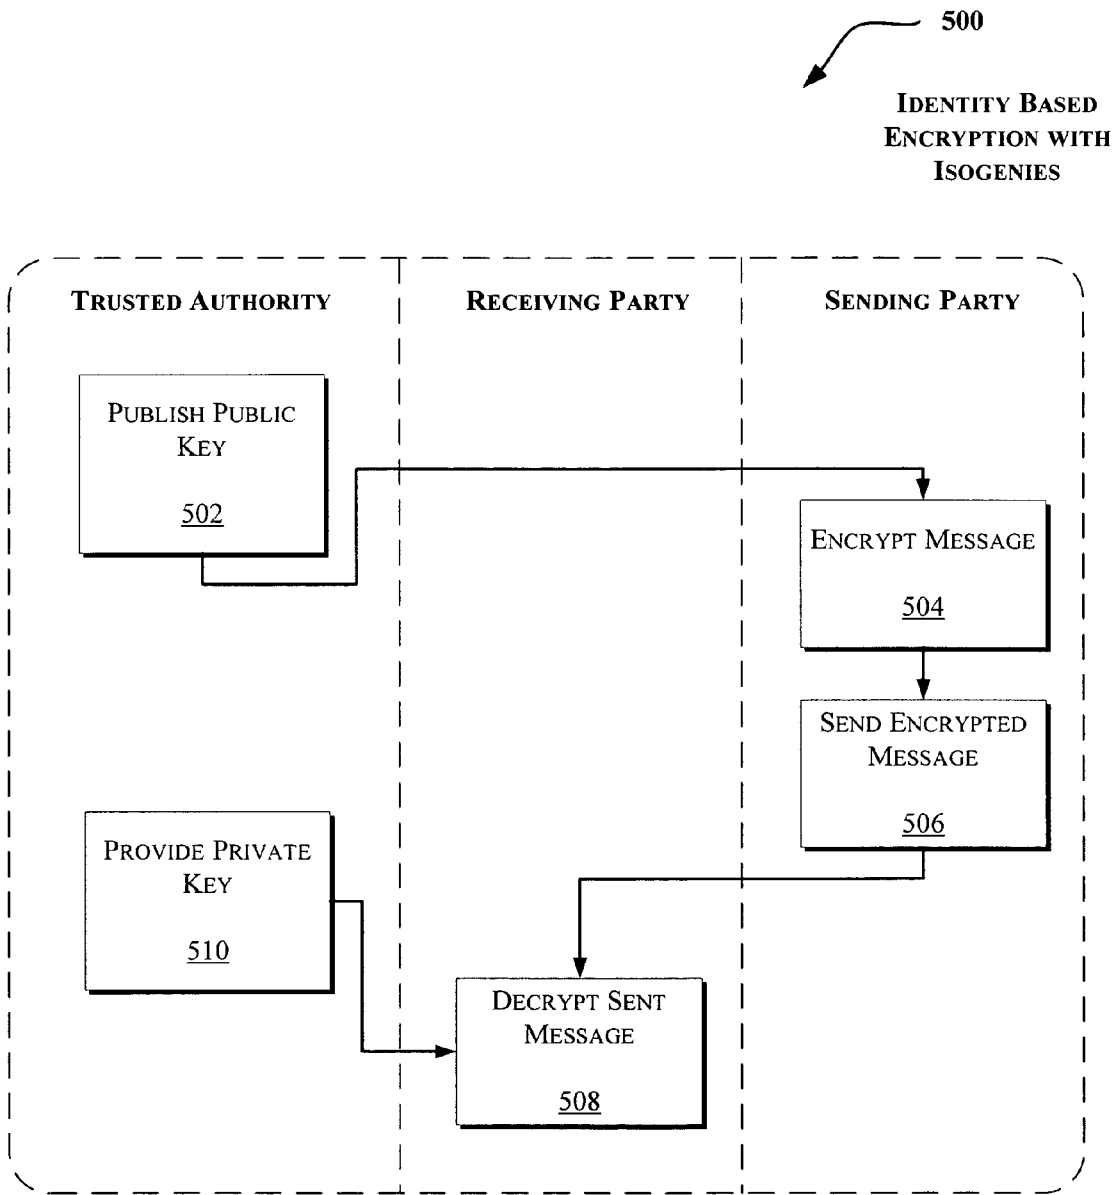 500
IDENTITY BASED
ENCRYPTION WITH
ISOGENIES
TRUSTED AUTHORITY
RECEIVING PARTY
SENDING PARTY
PUBLISH PUBLIC
KEY
502
ENCRYPT MESSAGE
504
SEND ENCRYPTED
MESSAGE
506
PROVIDE PRIVATE
KEY
510
DECRYPT SENT
MESSAGE
508